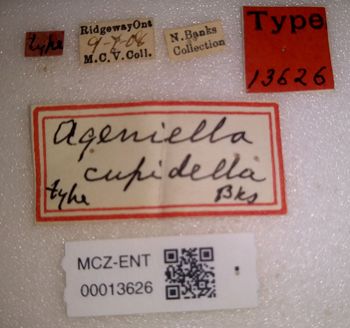 type
Ridgeway Ont
9-7-06
M.C.V. Coll.
N. Banks
Collection
Type
13626
Ageniella
cupidella
type Bks
MCZ-ENT
00013626